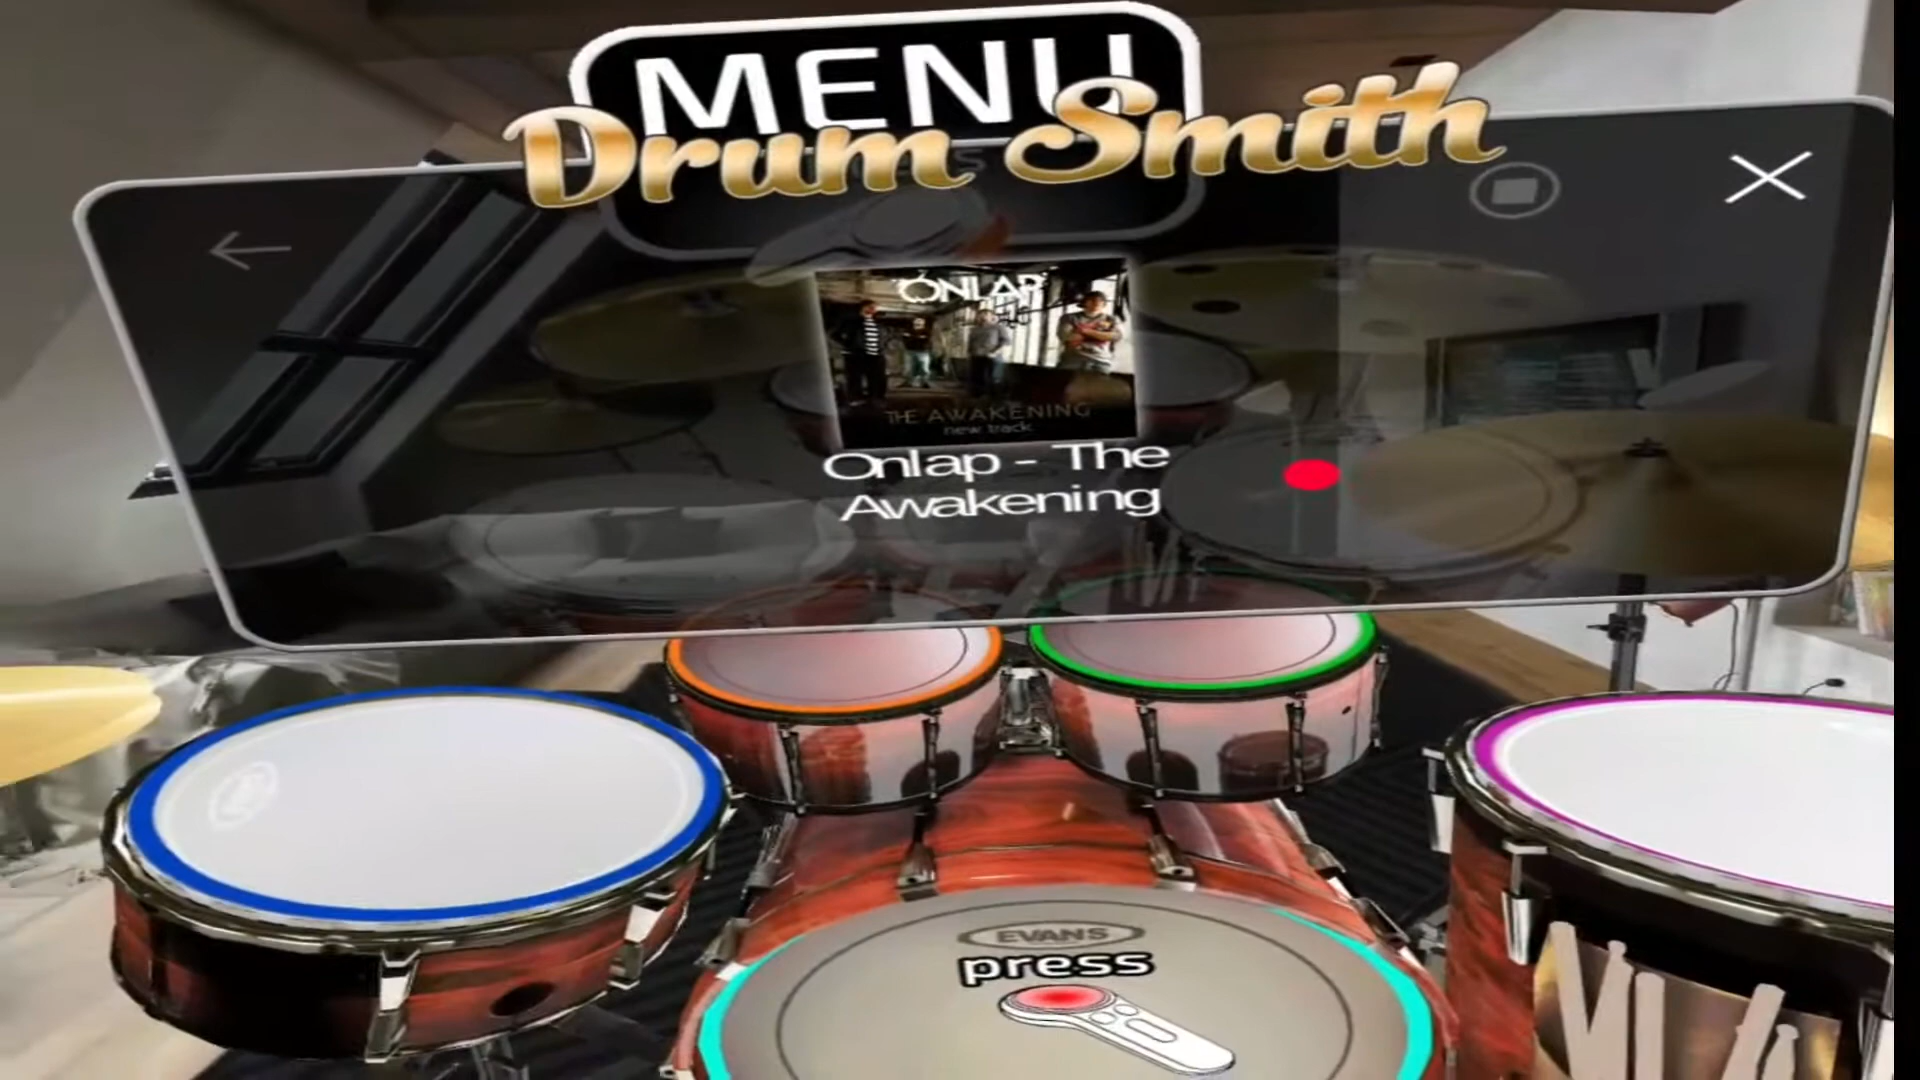 MENU
Drum Smith
ONLAP
THE AWAKENING
new track
Onlap - The
Awakening
EVANS
press